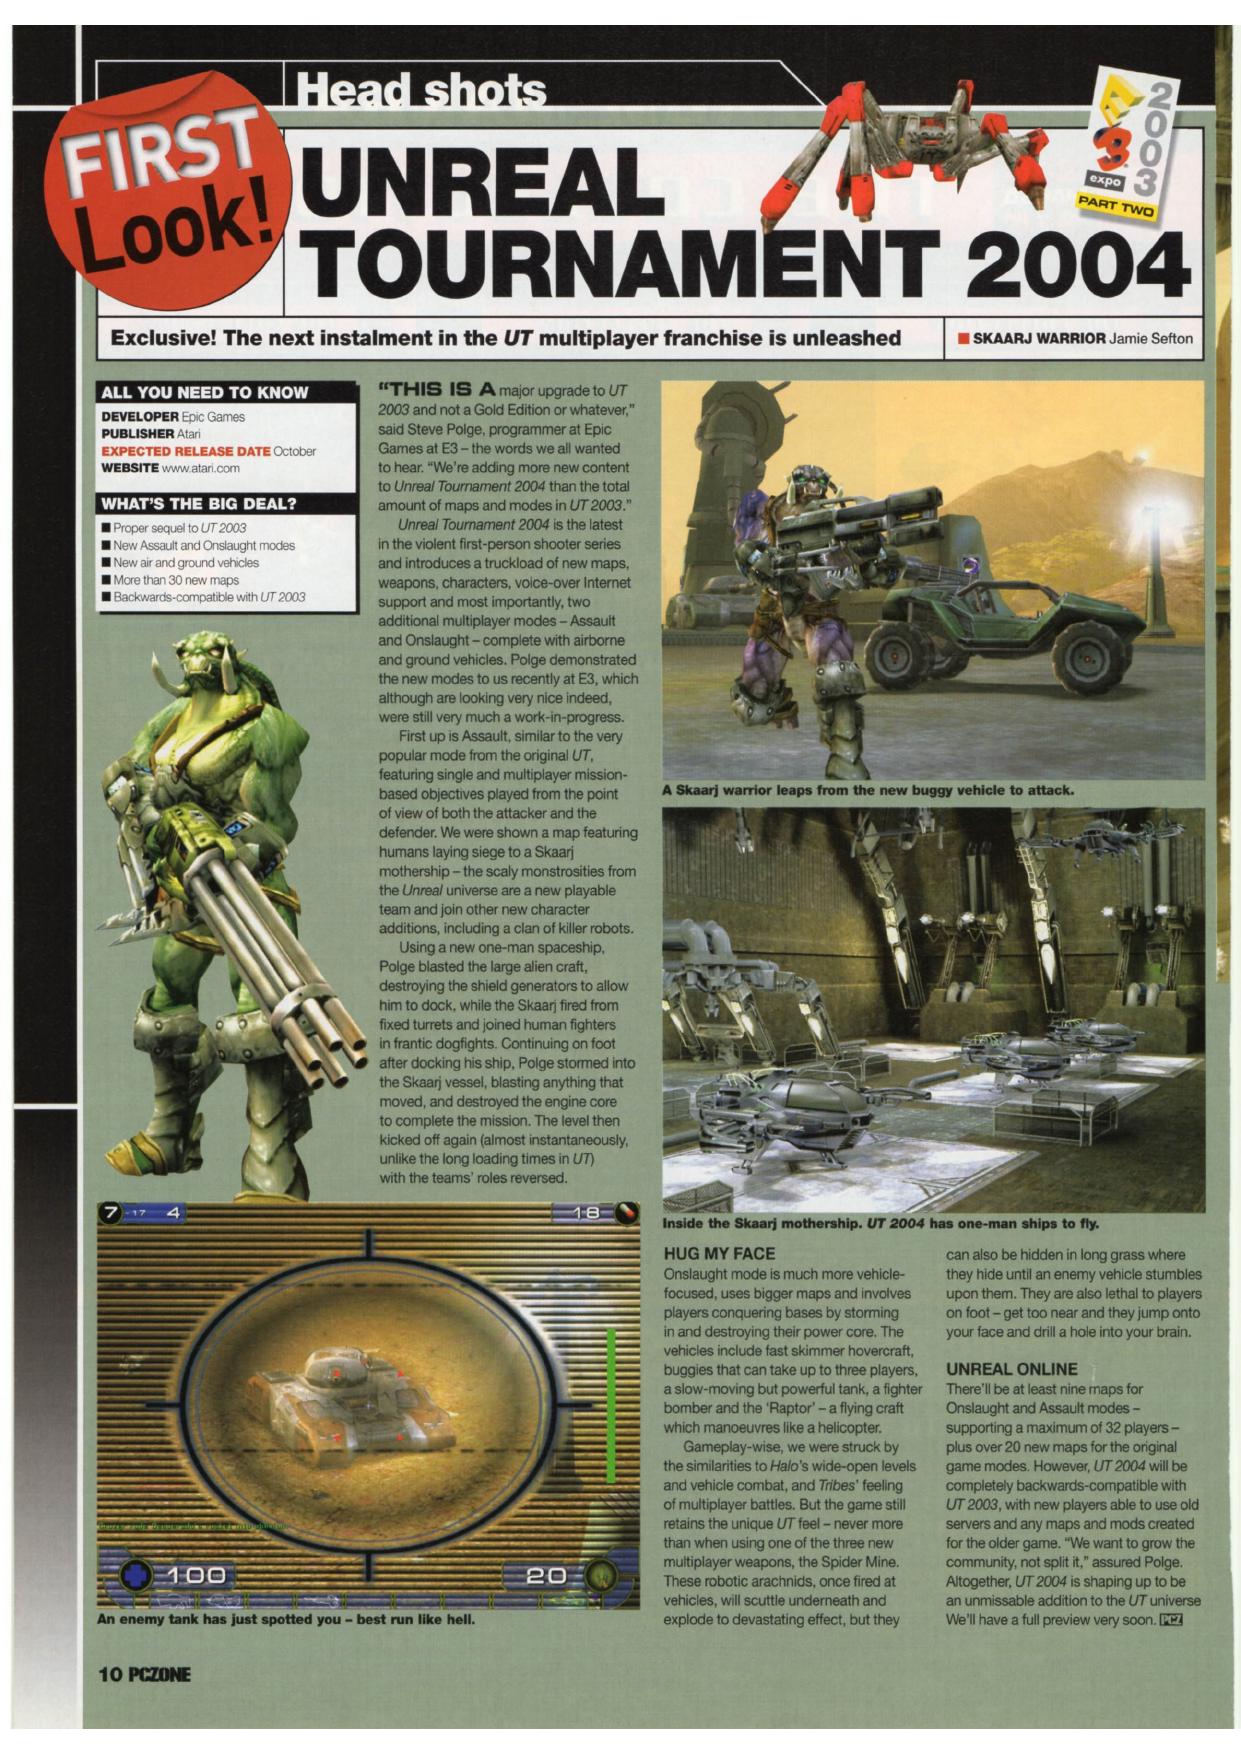 Head shots
FIRST
Look!
UNREAL
TOURNAMENT 2004
E3
expo
2003
PART TWO
Exclusive! The next instalment in the UT multiplayer franchise is unleashed
SKAARJ WARRIOR Jamie Sefton
ALL YOU NEED TO KNOW
DEVELOPER Epic Games
PUBLISHER Atari
EXPECTED RELEASE DATE October
WEBSITE www.atari.com
WHAT'S THE BIG DEAL?
■ Proper sequel to UT 2003
■ New Assault and Onslaught modes
■ New air and ground vehicles
■ More than 30 new maps
■ Backwards-compatible with UT 2003
"THIS IS A major upgrade to UT
2003 and not a Gold Edition or whatever,"
said Steve Polge, programmer at Epic
Games at E3 – the words we all wanted
to hear. "We're adding more new content
to Unreal Tournament 2004 than the total
amount of maps and modes in UT 2003."
Unreal Tournament 2004 is the latest
in the violent first-person shooter series
and introduces a truckload of new maps,
weapons, characters, voice-over Internet
support and most importantly, two
additional multiplayer modes – Assault
and Onslaught – complete with airborne
and ground vehicles. Polge demonstrated
the new modes to us recently at E3, which
although are looking very nice indeed,
were still very much a work-in-progress.
First up is Assault, similar to the very
popular mode from the original UT,
featuring single and multiplayer mission-
based objectives played from the point
of view of both the attacker and the
defender. We were shown a map featuring
humans laying siege to a Skaarj
mothership – the scaly monstrosities from
the Unreal universe are a new playable
team and join other new character
additions, including a clan of killer robots.
Using a new one-man spaceship,
Polge blasted the large alien craft,
destroying the shield generators to allow
him to dock, while the Skaarj fired from
fixed turrets and joined human fighters
in frantic dogfights. Continuing on foot
after docking his ship, Polge stormed into
the Skaarj vessel, blasting anything that
moved, and destroyed the engine core
to complete the mission. The level then
kicked off again (almost instantaneously,
unlike the long loading times in UT)
with the teams' roles reversed.
A Skaarj warrior leaps from the new buggy vehicle to attack.
Inside the Skaarj mothership. UT 2004 has one-man ships to fly.
7 -17 4
18
100
20
An enemy tank has just spotted you – best run like hell.
HUG MY FACE
Onslaught mode is much more vehicle-
focused, uses bigger maps and involves
players conquering bases by storming
in and destroying their power core. The
vehicles include fast skimmer hovercraft,
buggies that can take up to three players,
a slow-moving but powerful tank, a fighter
bomber and the 'Raptor' – a flying craft
which manoeuvres like a helicopter.
Gameplay-wise, we were struck by
the similarities to Halo's wide-open levels
and vehicle combat, and Tribes' feeling
of multiplayer battles. But the game still
retains the unique UT feel – never more
than when using one of the three new
multiplayer weapons, the Spider Mine.
These robotic arachnids, once fired at
vehicles, will scuttle underneath and
explode to devastating effect, but they
can also be hidden in long grass where
they hide until an enemy vehicle stumbles
upon them. They are also lethal to players
on foot – get too near and they jump onto
your face and drill a hole into your brain.
UNREAL ONLINE
There'll be at least nine maps for
Onslaught and Assault modes –
supporting a maximum of 32 players –
plus over 20 new maps for the original
game modes. However, UT 2004 will be
completely backwards-compatible with
UT 2003, with new players able to use old
servers and any maps and mods created
for the older game. "We want to grow the
community, not split it," assured Polge.
Altogether, UT 2004 is shaping up to be
an unmissable addition to the UT universe
We'll have a full preview very soon. PCZ
10 PCZONE